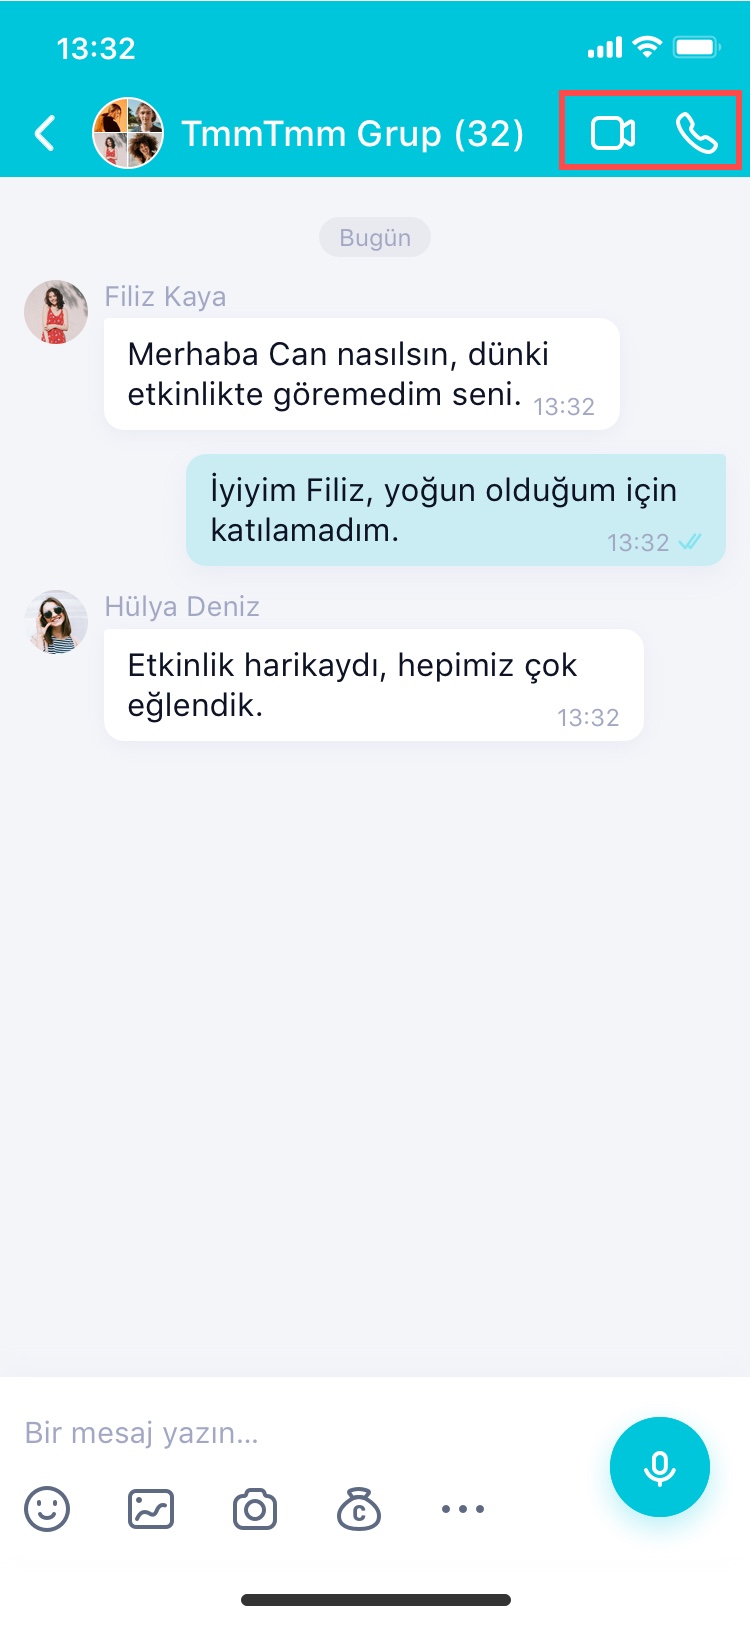 13:32
TmmTmm Grup (32)
Bugün
Filiz Kaya
Merhaba Can nasılsın, dünki
etkinlikte göremedim seni. 13:32
İyiyim Filiz, yoğun olduğum için
katılamadım. 13:32
Hülya Deniz
Etkinlik harikaydı, hepimiz çok
eğlendik. 13:32
Bir mesaj yazın...
C